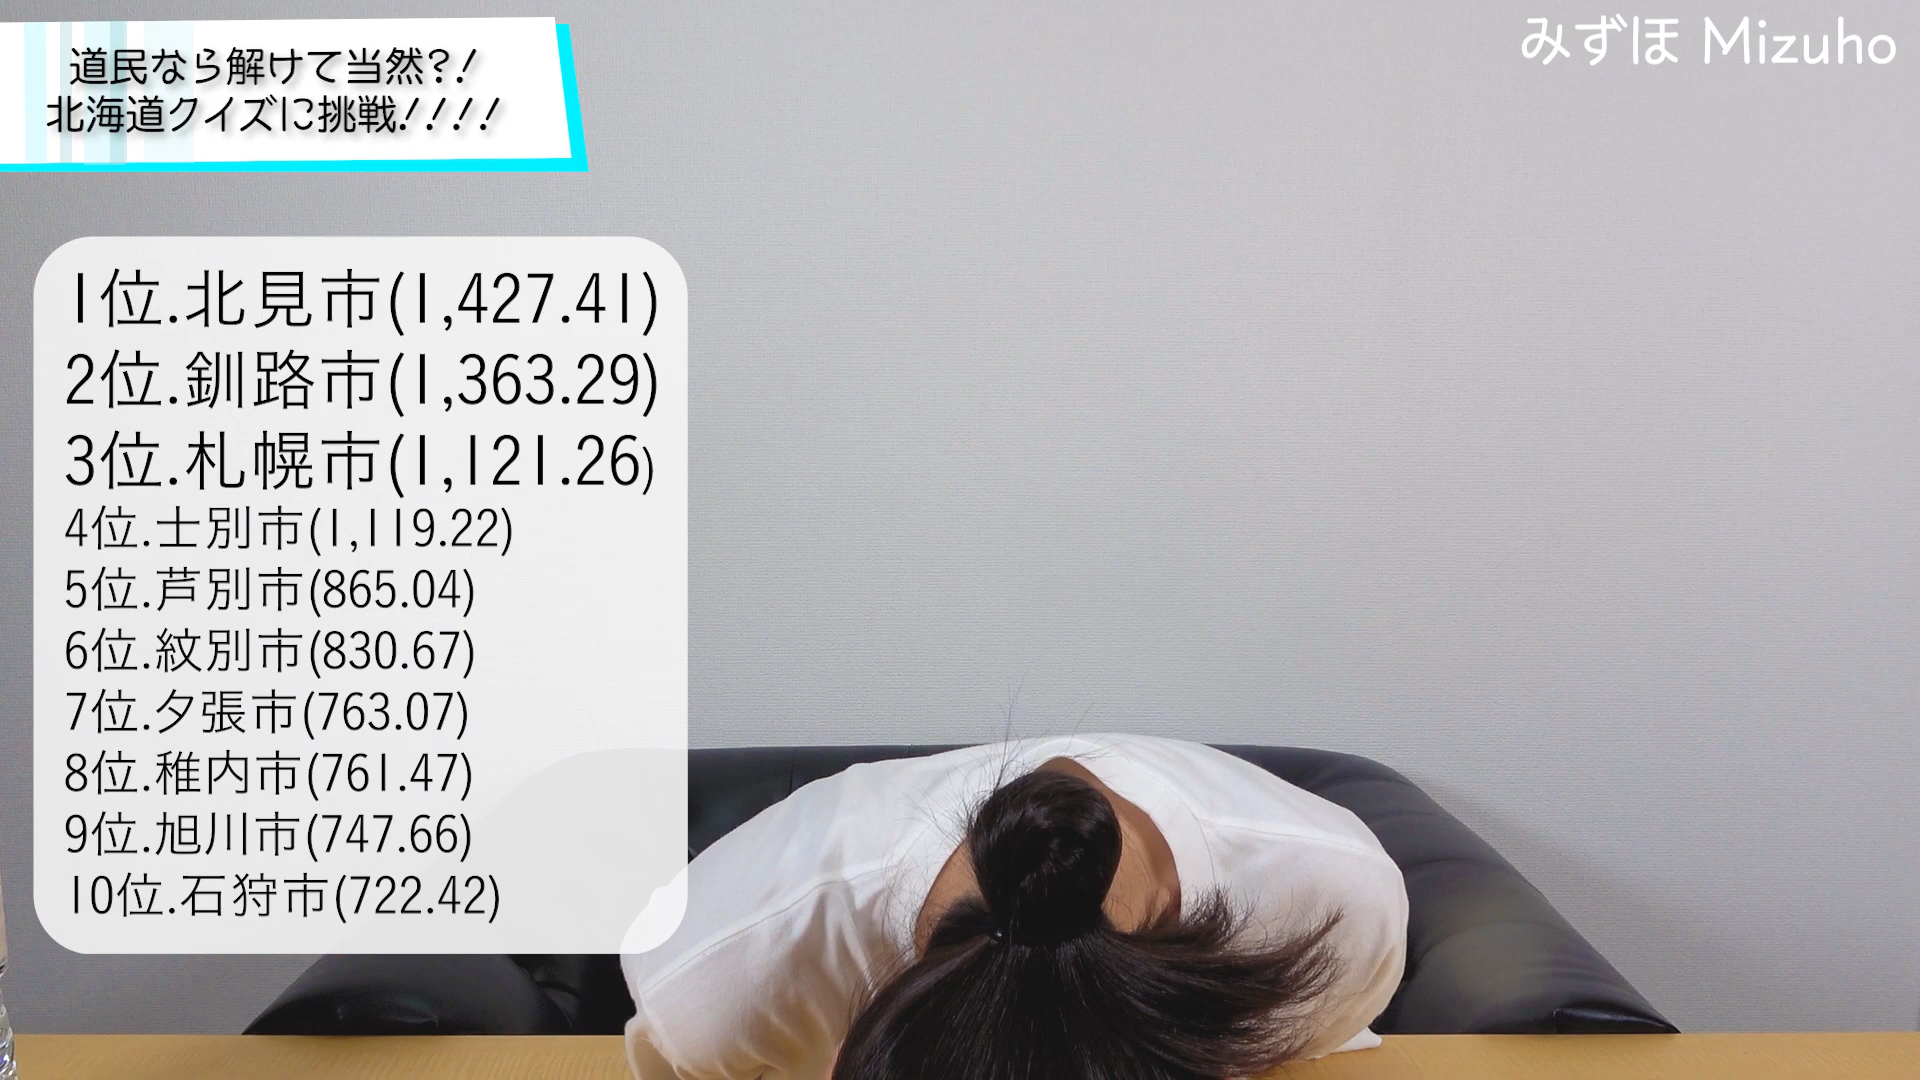 道民なら解けて当然?!
北海道クイズに挑戦!!!!
みずほ Mizuho
1位.北見市(1,427.41)
2位.釧路市(1,363.29)
3位.札幌市(1,121.26)
4位.士別市(1,119.22)
5位.芦別市(865.04)
6位.紋別市(830.67)
7位.夕張市(763.07)
8位.稚内市(761.47)
9位.旭川市(747.66)
10位.石狩市(722.42)